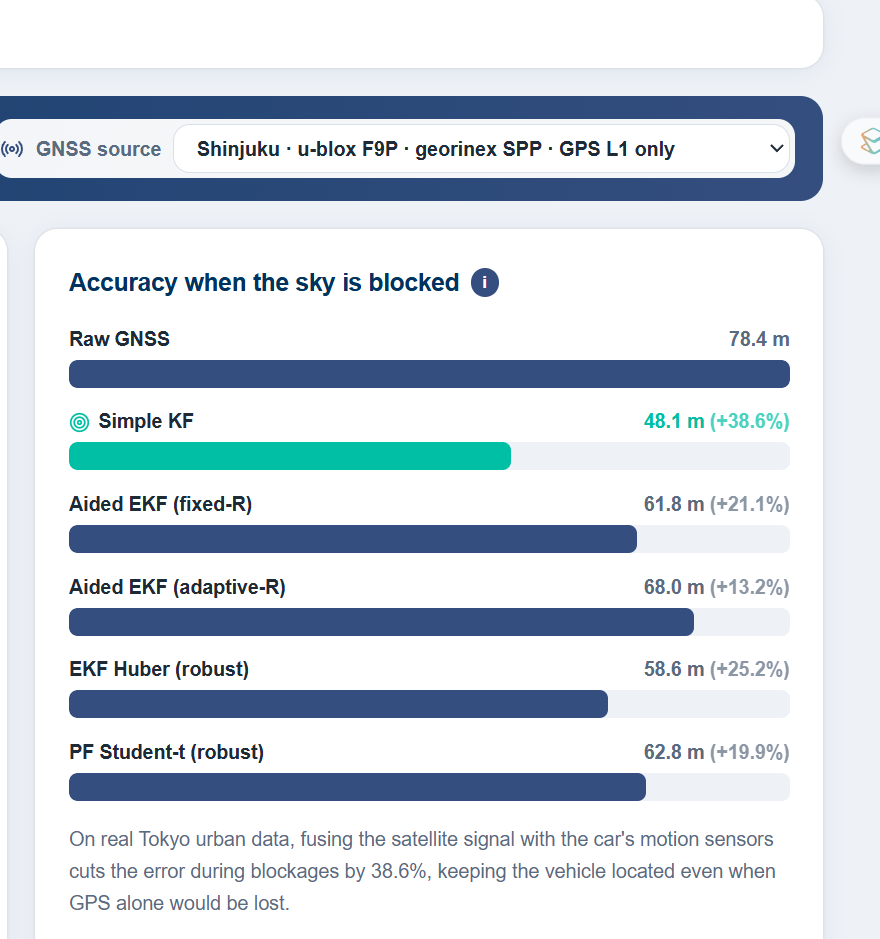 GNSS source
Shinjuku · u-blox F9P · georinex SPP · GPS L1 only
Accuracy when the sky is blocked i
Raw GNSS 78.4 m
Simple KF 48.1 m (+38.6%)
Aided EKF (fixed-R) 61.8 m (+21.1%)
Aided EKF (adaptive-R) 68.0 m (+13.2%)
EKF Huber (robust) 58.6 m (+25.2%)
PF Student-t (robust) 62.8 m (+19.9%)
On real Tokyo urban data, fusing the satellite signal with the car's motion sensors
cuts the error during blockages by 38.6%, keeping the vehicle located even when
GPS alone would be lost.